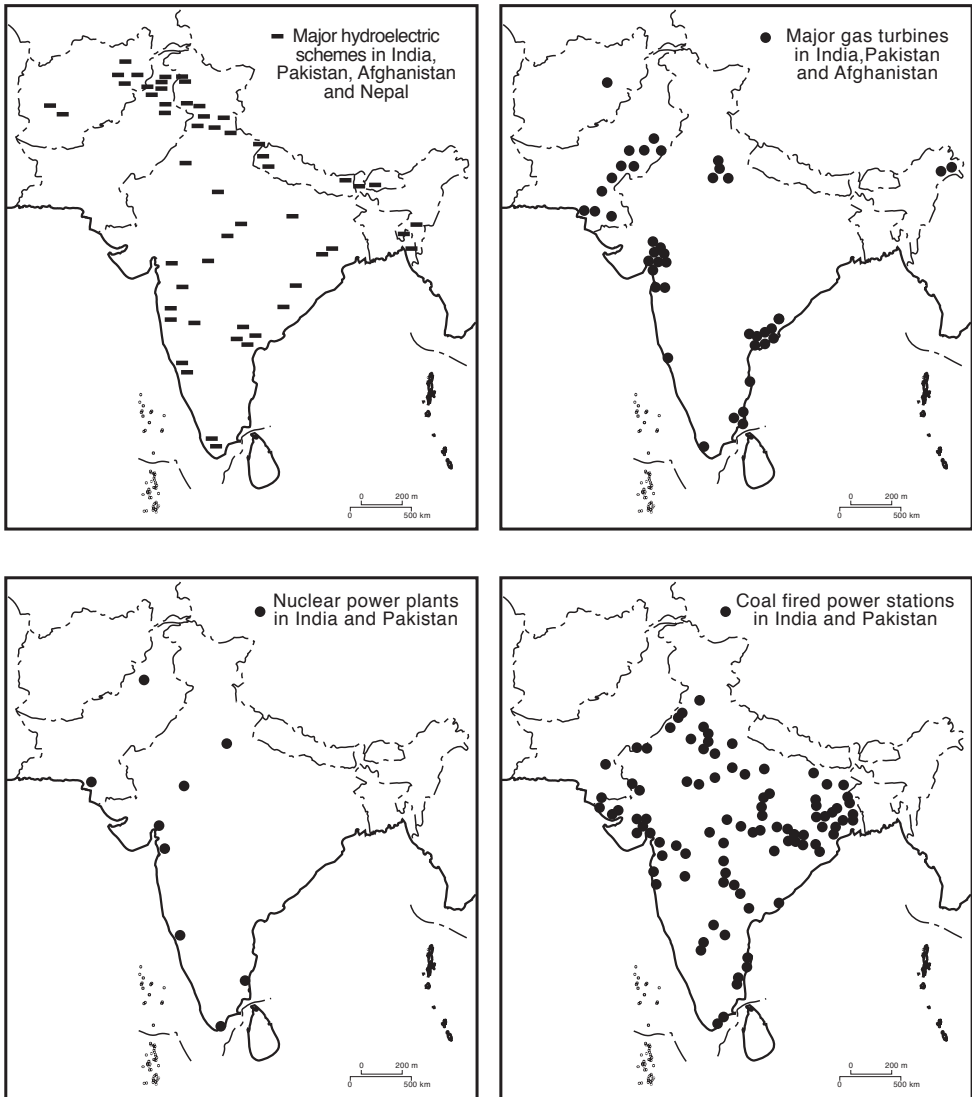 Major hydroelectric
schemes in India,
Pakistan, Afghanistan
and Nepal
0 200 m
0 500 km
Major gas turbines
in India,Pakistan
and Afghanistan
0 200 m
0 500 km
Nuclear power plants
in India and Pakistan
0 200 m
0 500 km
Coal fired power stations
in India and Pakistan
0 200 m
0 500 km